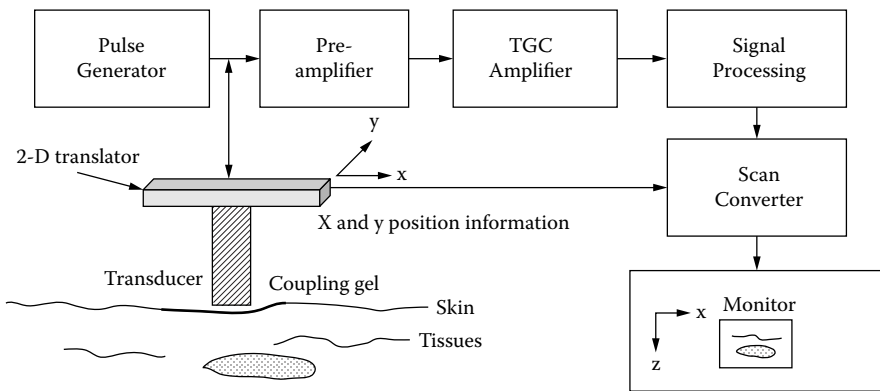 Pulse
Generator
Pre-
amplifier
TGC
Amplifier
Signal
Processing
y
x
2-D translator
Scan
Converter
X and y position information
Transducer
Coupling gel
Skin
Tissues
Monitor
x
z